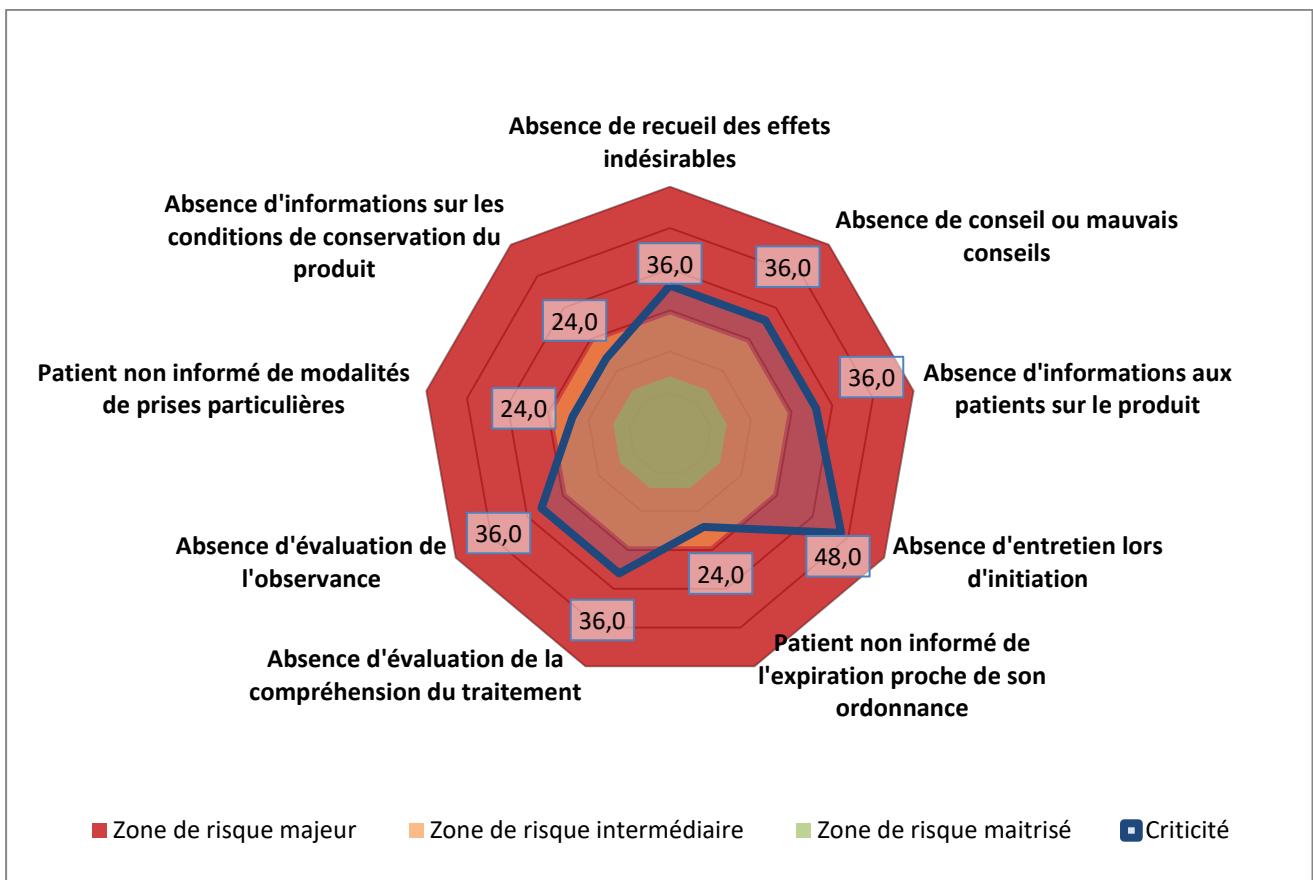 Absence de recueil des effets
indésirables
Absence d'informations sur les
conditions de conservation du
produit
Absence de conseil ou mauvais
conseils
36,0
36,0
24,0
Patient non informé de modalités
de prises particulières
24,0
36,0
Absence d'informations aux
patients sur le produit
Absence d'évaluation de
l'observance
36,0
48,0
Absence d'entretien lors
d'initiation
24,0
36,0
Absence d'évaluation de la
compréhension du traitement
Patient non informé de
l'expiration proche de son
ordonnance
Zone de risque majeur
Zone de risque intermédiaire
Zone de risque maitrisé
Criticité